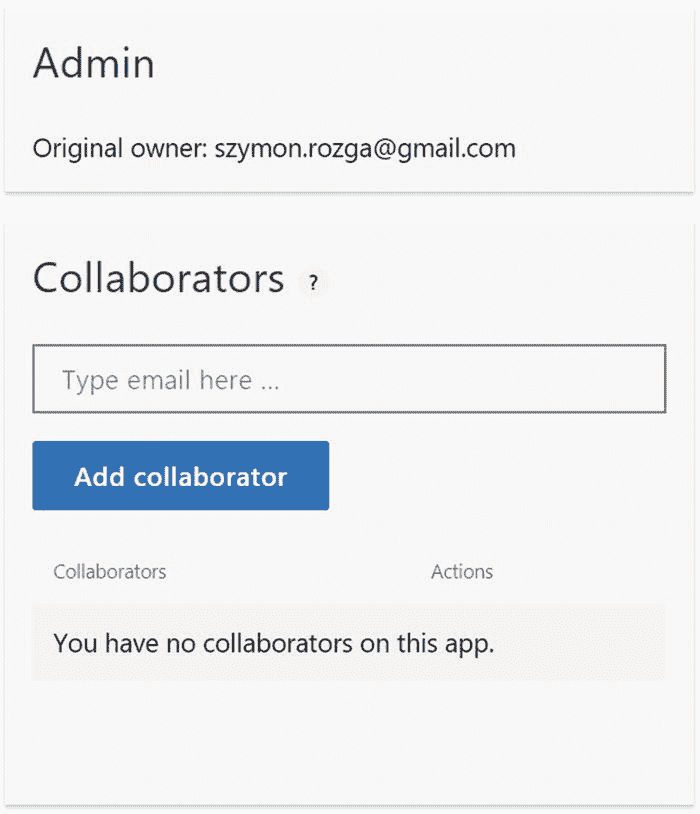 Admin
Original owner: szymon.rozga@gmail.com
Collaborators ?
Type email here ...
Add collaborator
Collaborators Actions
You have no collaborators on this app.